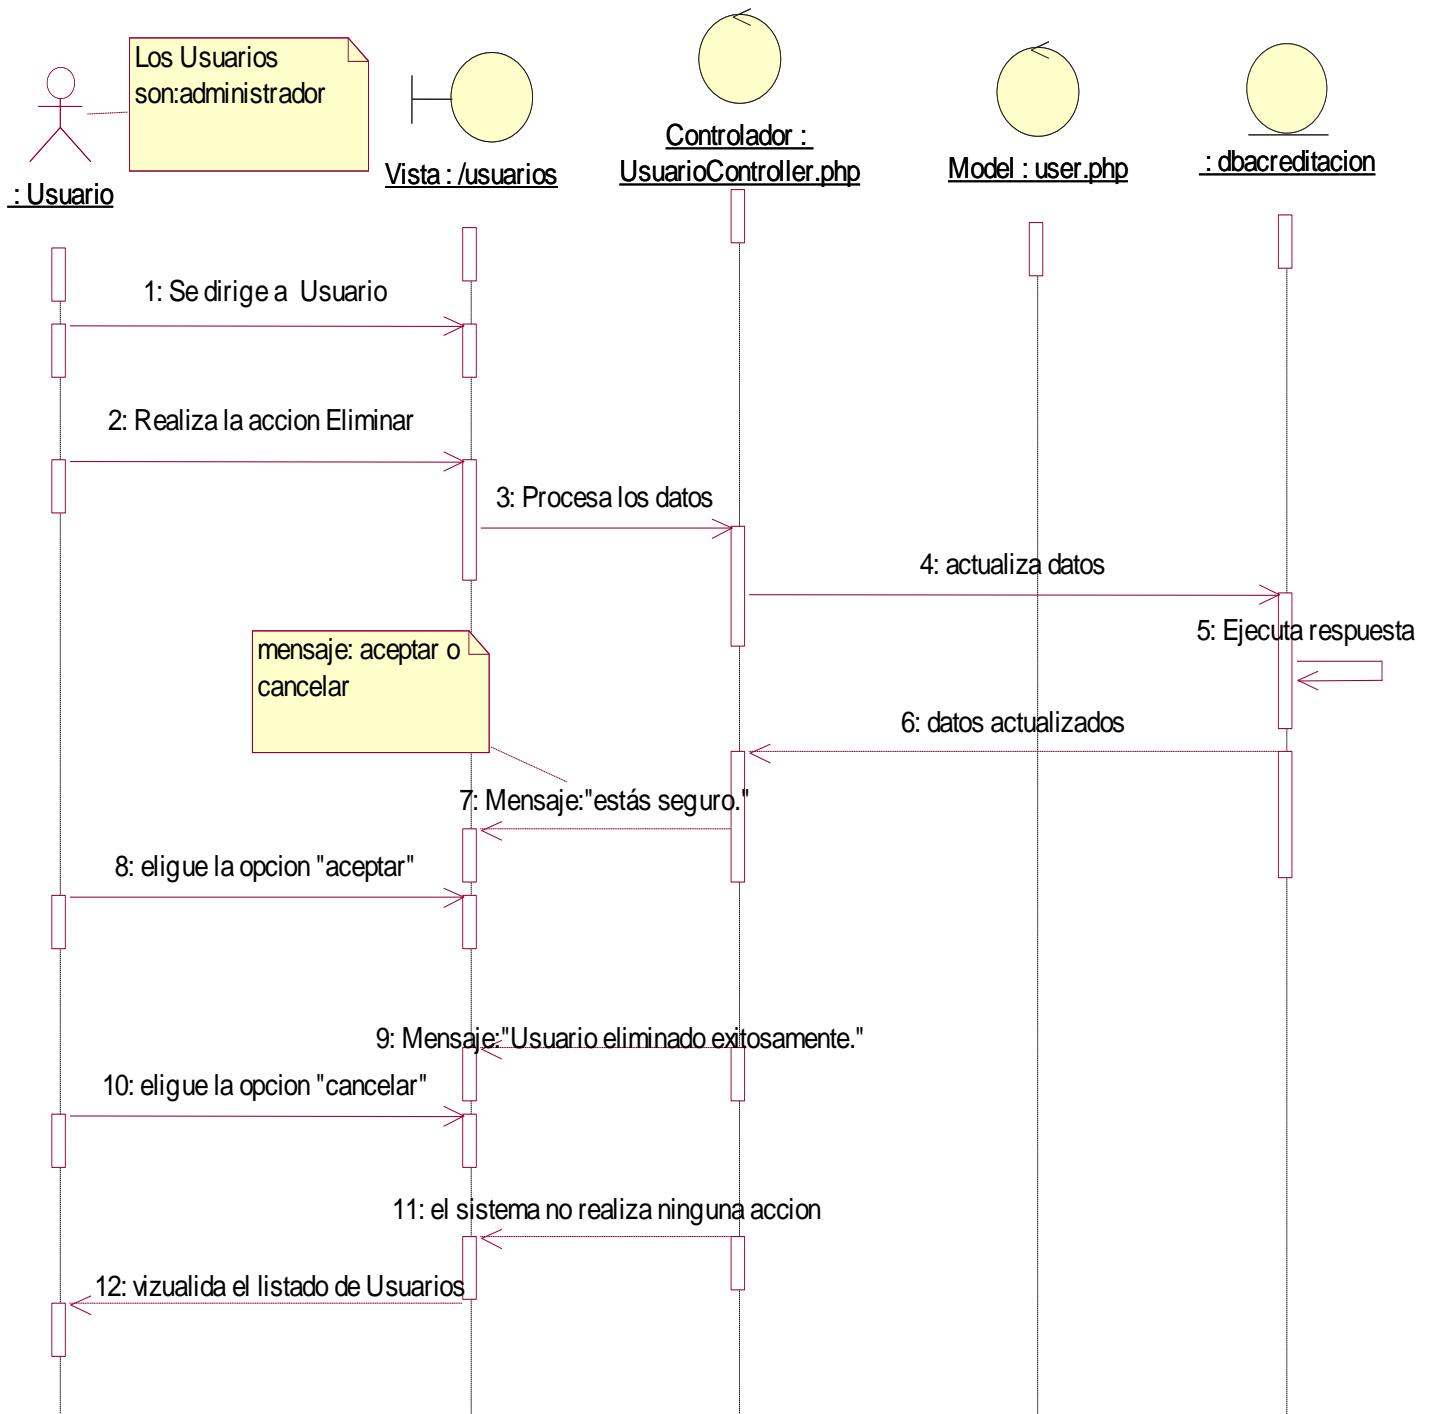 Los Usuarios
son:administrador
: Usuario
Vista : /usuarios
Controlador :
UsuarioController.php
Model : user.php
: dbacreditacion
1: Se dirige a  Usuario
2: Realiza la accion Eliminar
3: Procesa los datos
4: actualiza datos
5: Ejecuta respuesta
mensaje: aceptar o
cancelar
6: datos actualizados
7: Mensaje:"estás seguro."
8: eligue la opcion "aceptar"
9: Mensaje:"Usuario eliminado exitosamente."
10: eligue la opcion "cancelar"
11: el sistema no realiza ninguna accion
12: vizualida el listado de Usuarios